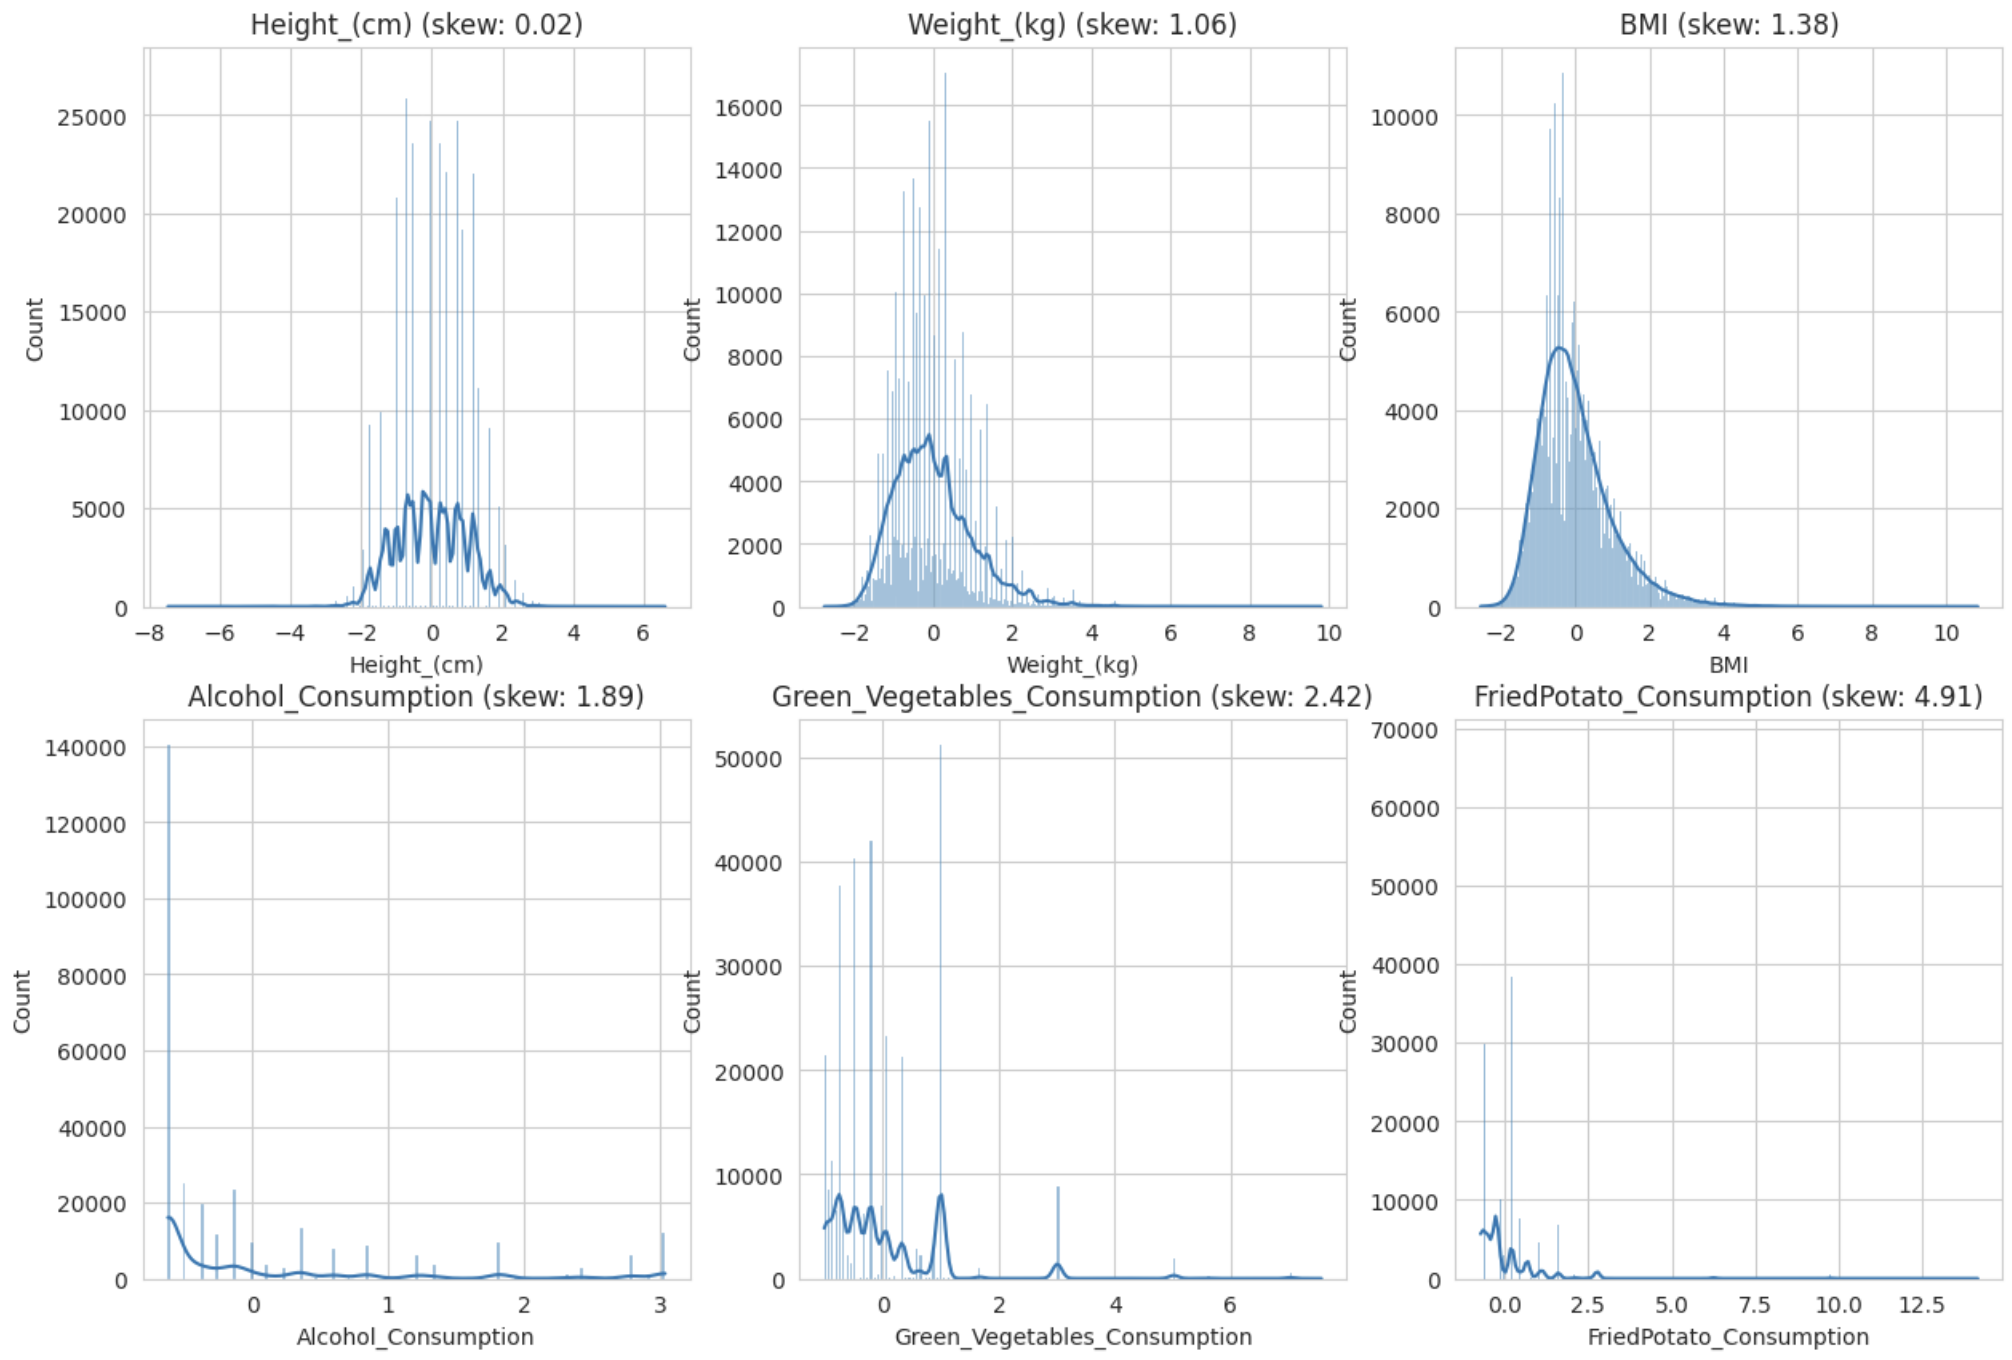 Height_(cm) (skew: 0.02)
Count
25000
20000
15000
10000
5000
0
−8 −6 −4 −2 0 2 4 6
Height_(cm)
Weight_(kg) (skew: 1.06)
Count
16000
14000
12000
10000
8000
6000
4000
2000
0
−2 0 2 4 6 8 10
Weight_(kg)
BMI (skew: 1.38)
Count
10000
8000
6000
4000
2000
0
−2 0 2 4 6 8 10
BMI
Alcohol_Consumption (skew: 1.89)
Count
140000
120000
100000
80000
60000
40000
20000
0
0 1 2 3
Alcohol_Consumption
Green_Vegetables_Consumption (skew: 2.42)
Count
50000
40000
30000
20000
10000
0
0 2 4 6
Green_Vegetables_Consumption
FriedPotato_Consumption (skew: 4.91)
Count
70000
60000
50000
40000
30000
20000
10000
0
0.0 2.5 5.0 7.5 10.0 12.5
FriedPotato_Consumption